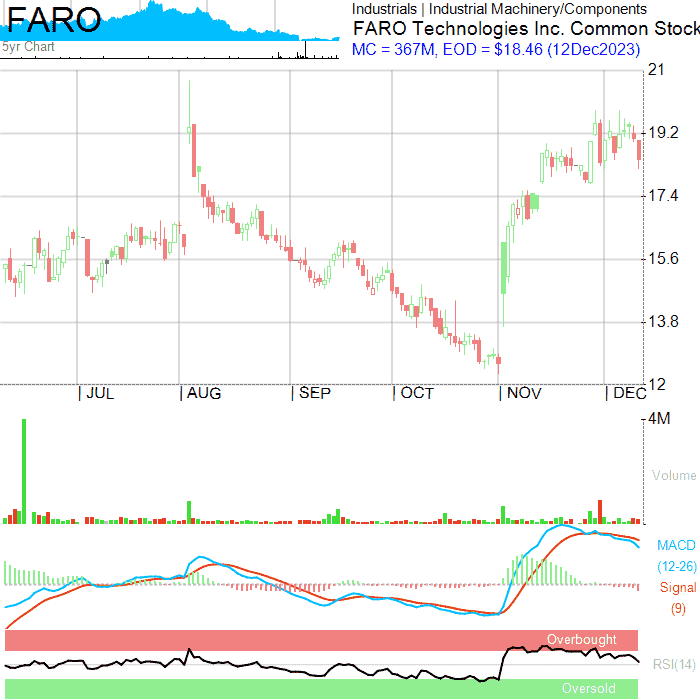 FARO
5yr Chart
Industrials | Industrial Machinery/Components
FARO Technologies Inc. Common Stock
MC = 367M, EOD = $18.46 (12Dec2023)
21
19.2
17.4
15.6
13.8
12
| JUL | AUG | SEP | OCT | NOV | DEC
4M
Volume
MACD
(12-26)
Signal
(9)
Overbought
RSI(14)
Oversold